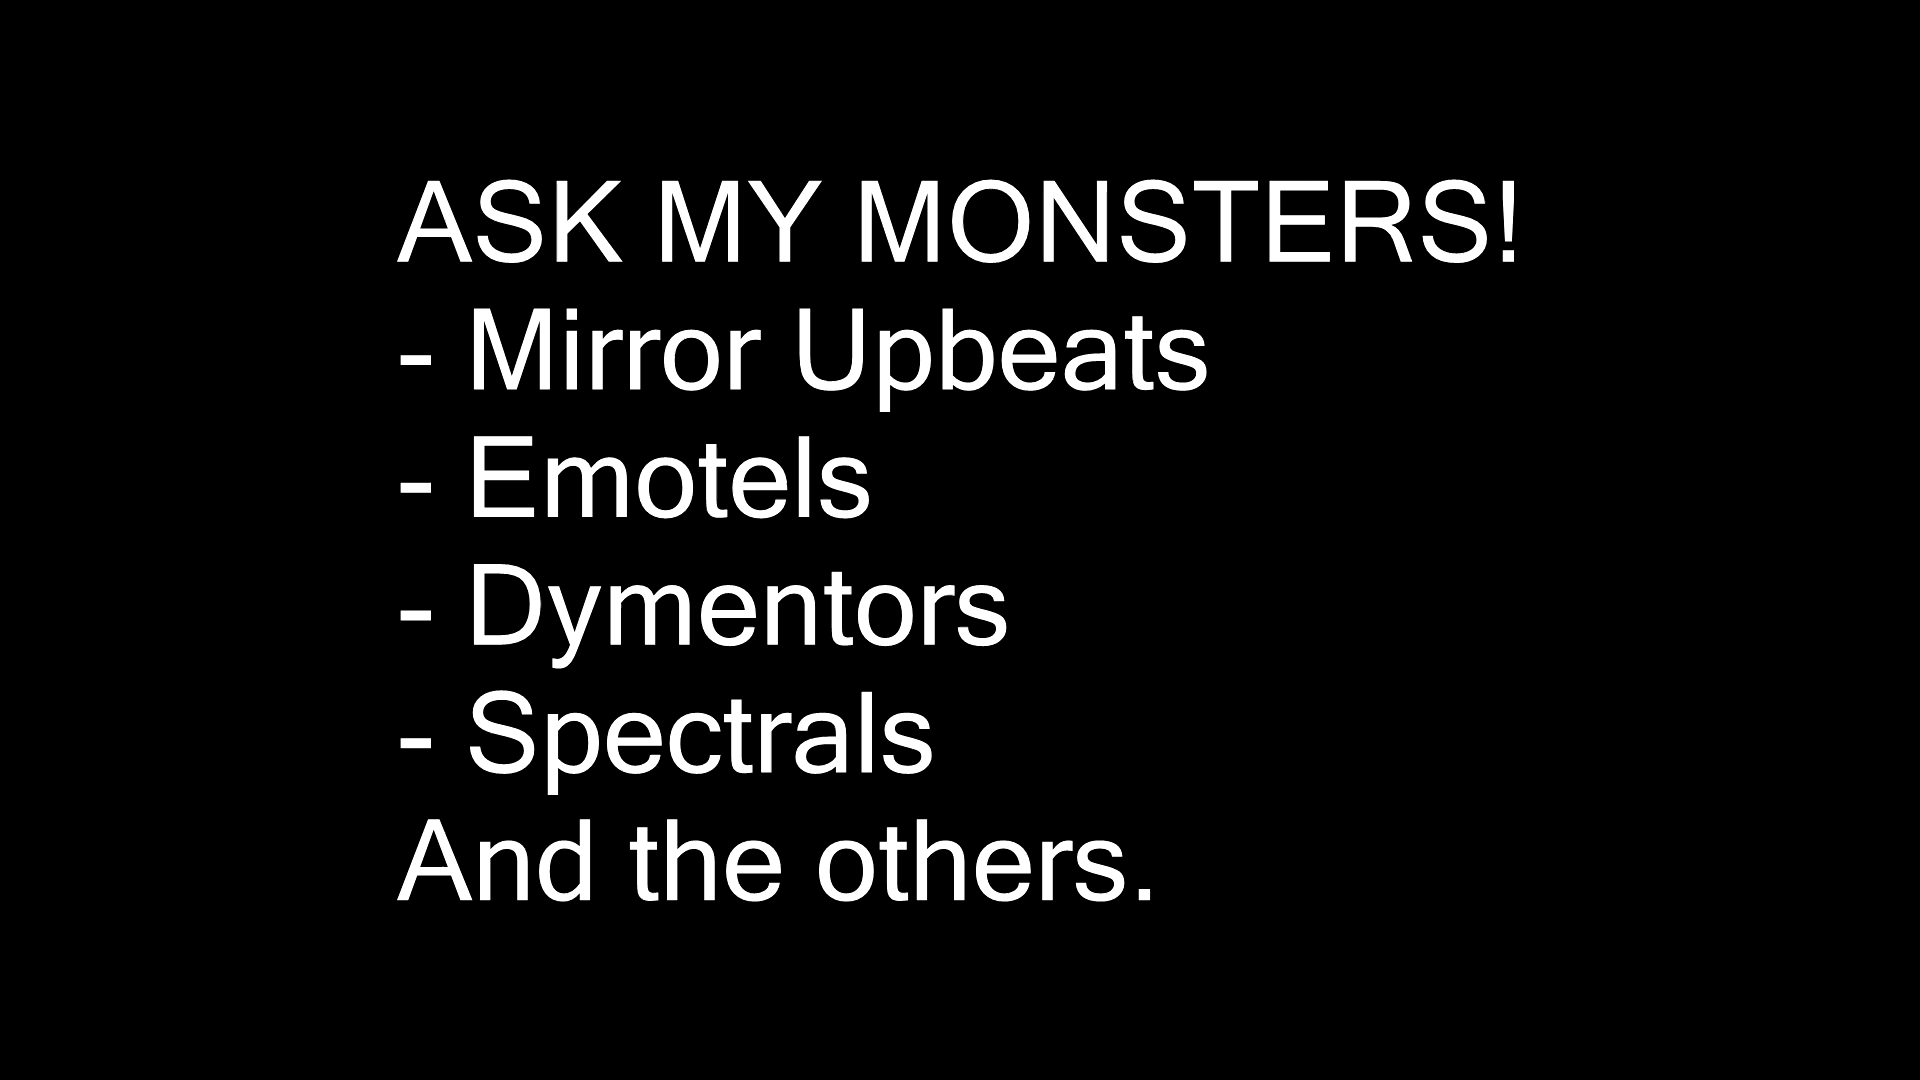 ASK MY MONSTERS!
- Mirror Upbeats
- Emotels
- Dymentors
- Spectrals
And the others.